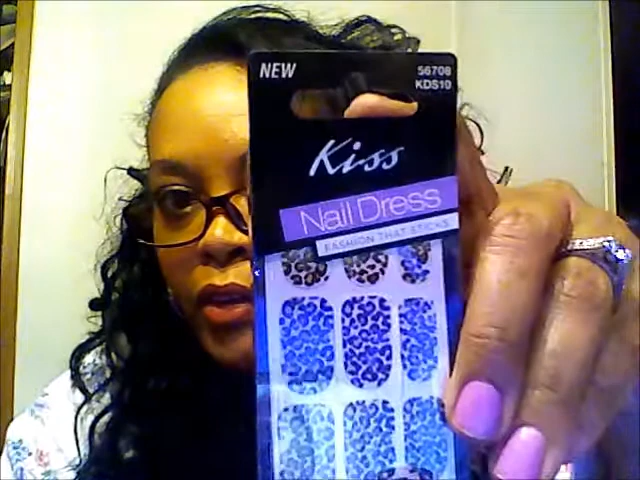 NEW
56708
KDS10
Kiss
Nail Dress
FASHION THAT STICKS